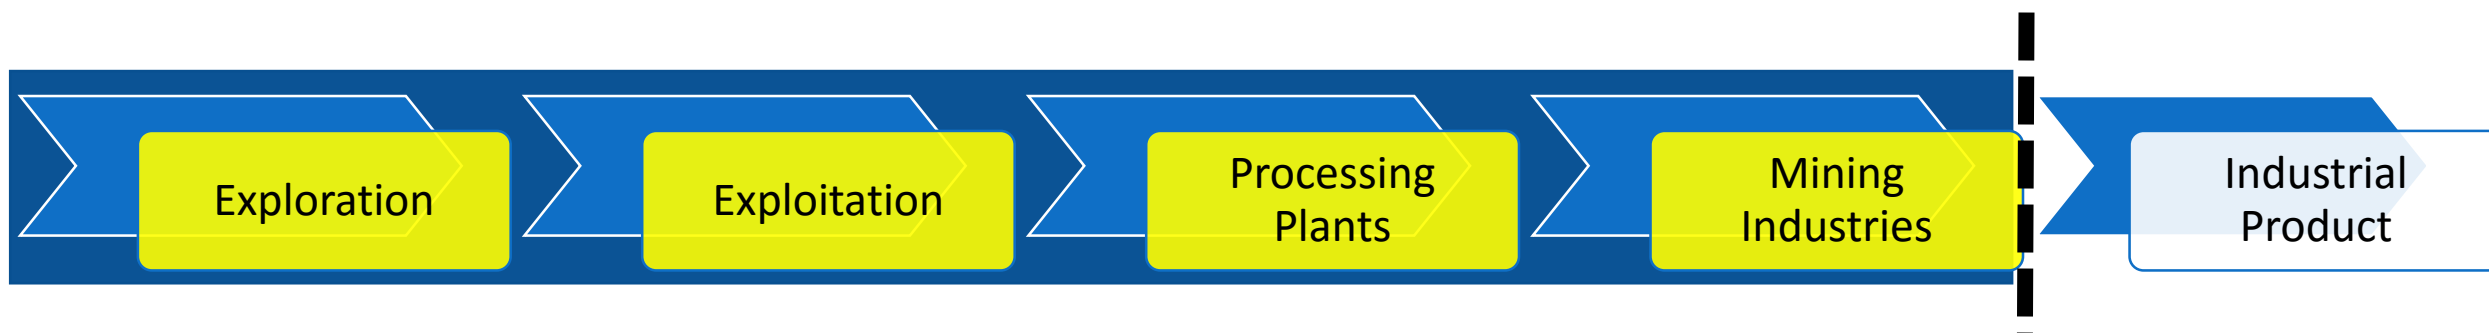 Exploration
Exploitation
Processing
Plants
Mining
Industries
Industrial
Product